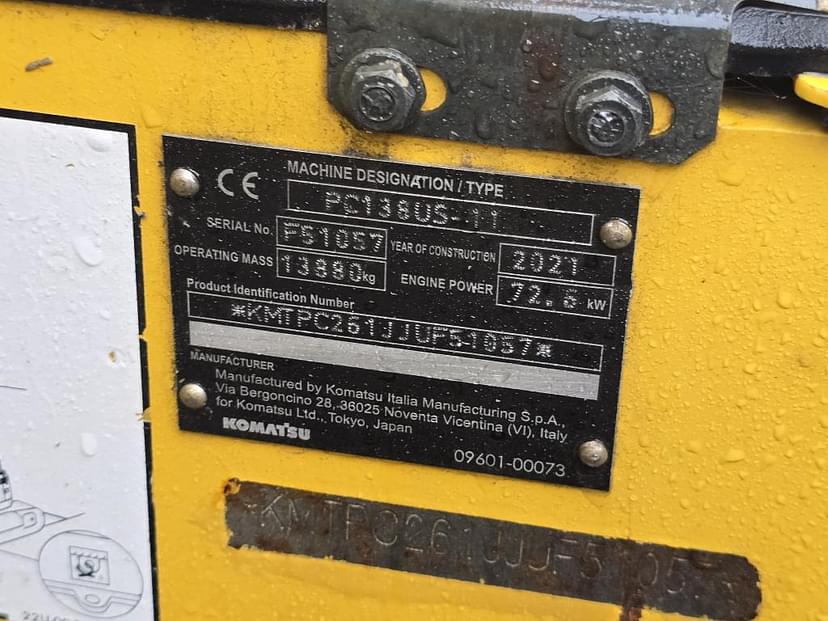 CE
MACHINE DESIGNATION / TYPE
PC138US-11
SERIAL No. F51057 YEAR OF CONSTRUCTION 2021
OPERATING MASS 13880kg ENGINE POWER 72.6 kW
Product Identification Number
*KMTPC261JJUF51057*
MANUFACTURER
Manufactured by Komatsu Italia Manufacturing S.p.A.,
Via Bergoncino 28, 36025 Noventa Vicentina (VI), Italy
for Komatsu Ltd., Tokyo, Japan
KOMATSU
09601-00073
*KMTPC261JJUF51057*